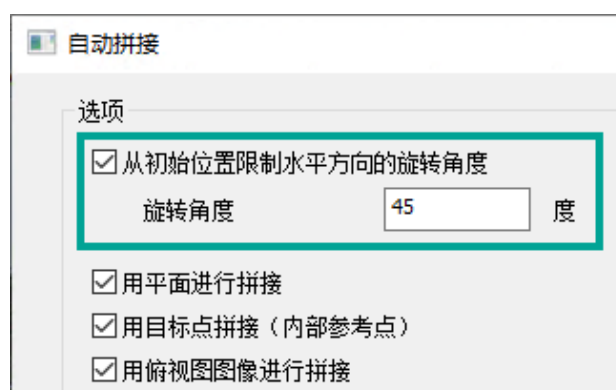 自动拼接
选项
从初始位置限制水平方向的旋转角度
旋转角度 45 度
用平面进行拼接
用目标点拼接（内部参考点）
用俯视图图像进行拼接